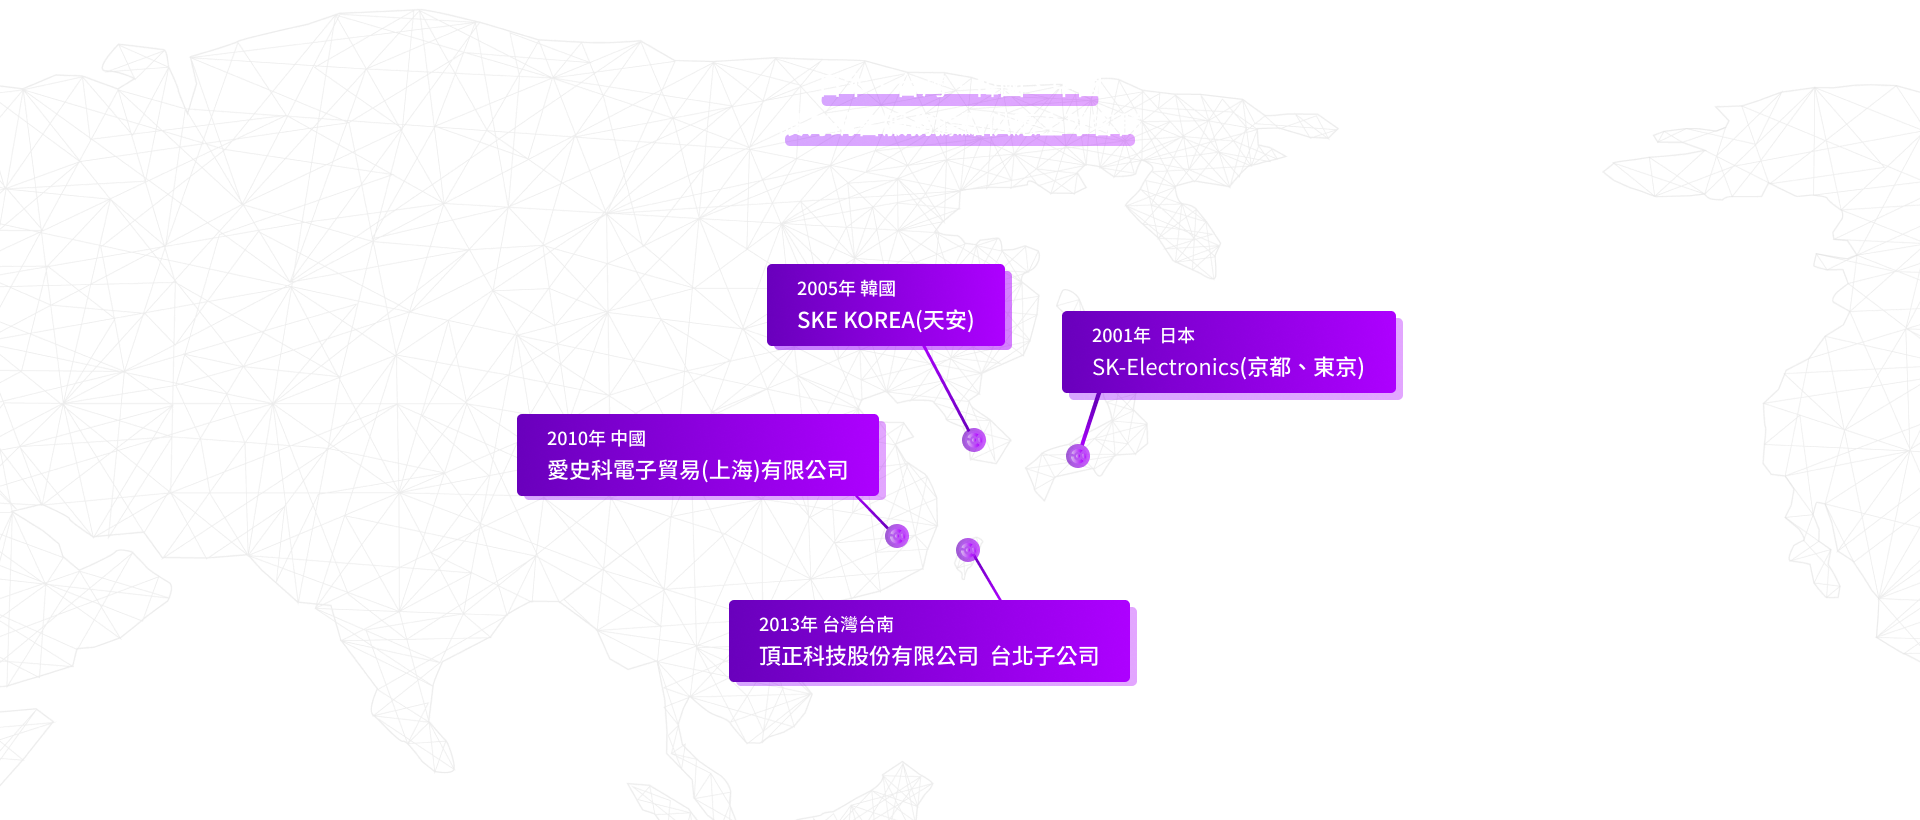 2005年 韓國
SKE KOREA(天安)
2001年 日本
SK-Electronics(京都、東京)
2010年 中國
愛史科電子貿易(上海)有限公司
2013年 台灣台南
頂正科技股份有限公司 台北子公司